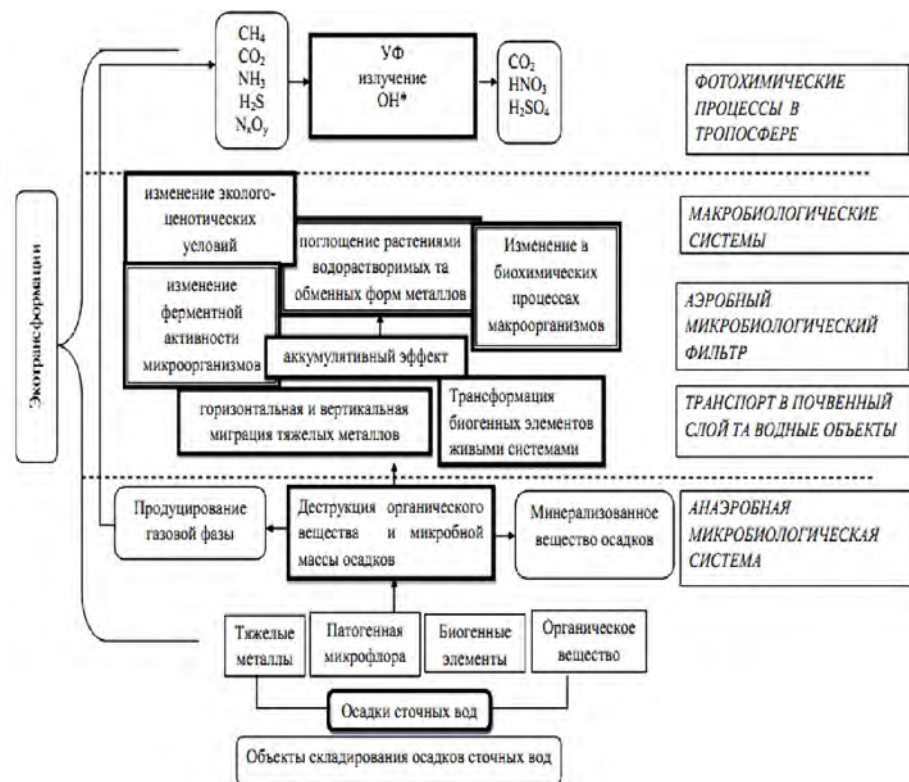 CH₄
CO₂
NH₃
H₂S
NₓOᵧ
УФ
излучение
OH*
CO₂
HNO₃
H₂SO₄
ФОТОХИМИЧЕСКИЕ
ПРОЦЕССЫ В
ТРОПОСФЕРЕ
Экотрансформации
изменение эколого-
ценотических
условий
поглощение растениями
водорастворимых та
обменных форм металлов
Изменение в
биохимических
процессах
макроорганизмов
МАКРОБИОЛОГИЧЕСКИЕ
СИСТЕМЫ
изменение
ферментной
активности
микроорганизмов
аккумулятивный эффект
АЭРОБНЫЙ
МИКРОБИОЛОГИЧЕСКИЙ
ФИЛЬТР
горизонтальная и вертикальная
миграция тяжелых металлов
Трансформация
биогенных элементов
живыми системами
ТРАНСПОРТ В ПОЧВЕННЫЙ
СЛОЙ ТА ВОДНЫЕ ОБЪЕКТЫ
Продуцирование
газовой фазы
Деструкция органического
вещества и микробной
массы осадков
Минерализованное
вещество осадков
АНАЭРОБНАЯ
МИКРОБИОЛОГИЧЕСКАЯ
СИСТЕМА
Тяжелые
металлы
Патогенная
микрофлора
Биогенные
элементы
Органическое
вещество
Осадки сточных вод
Объекты складирования осадков сточных вод